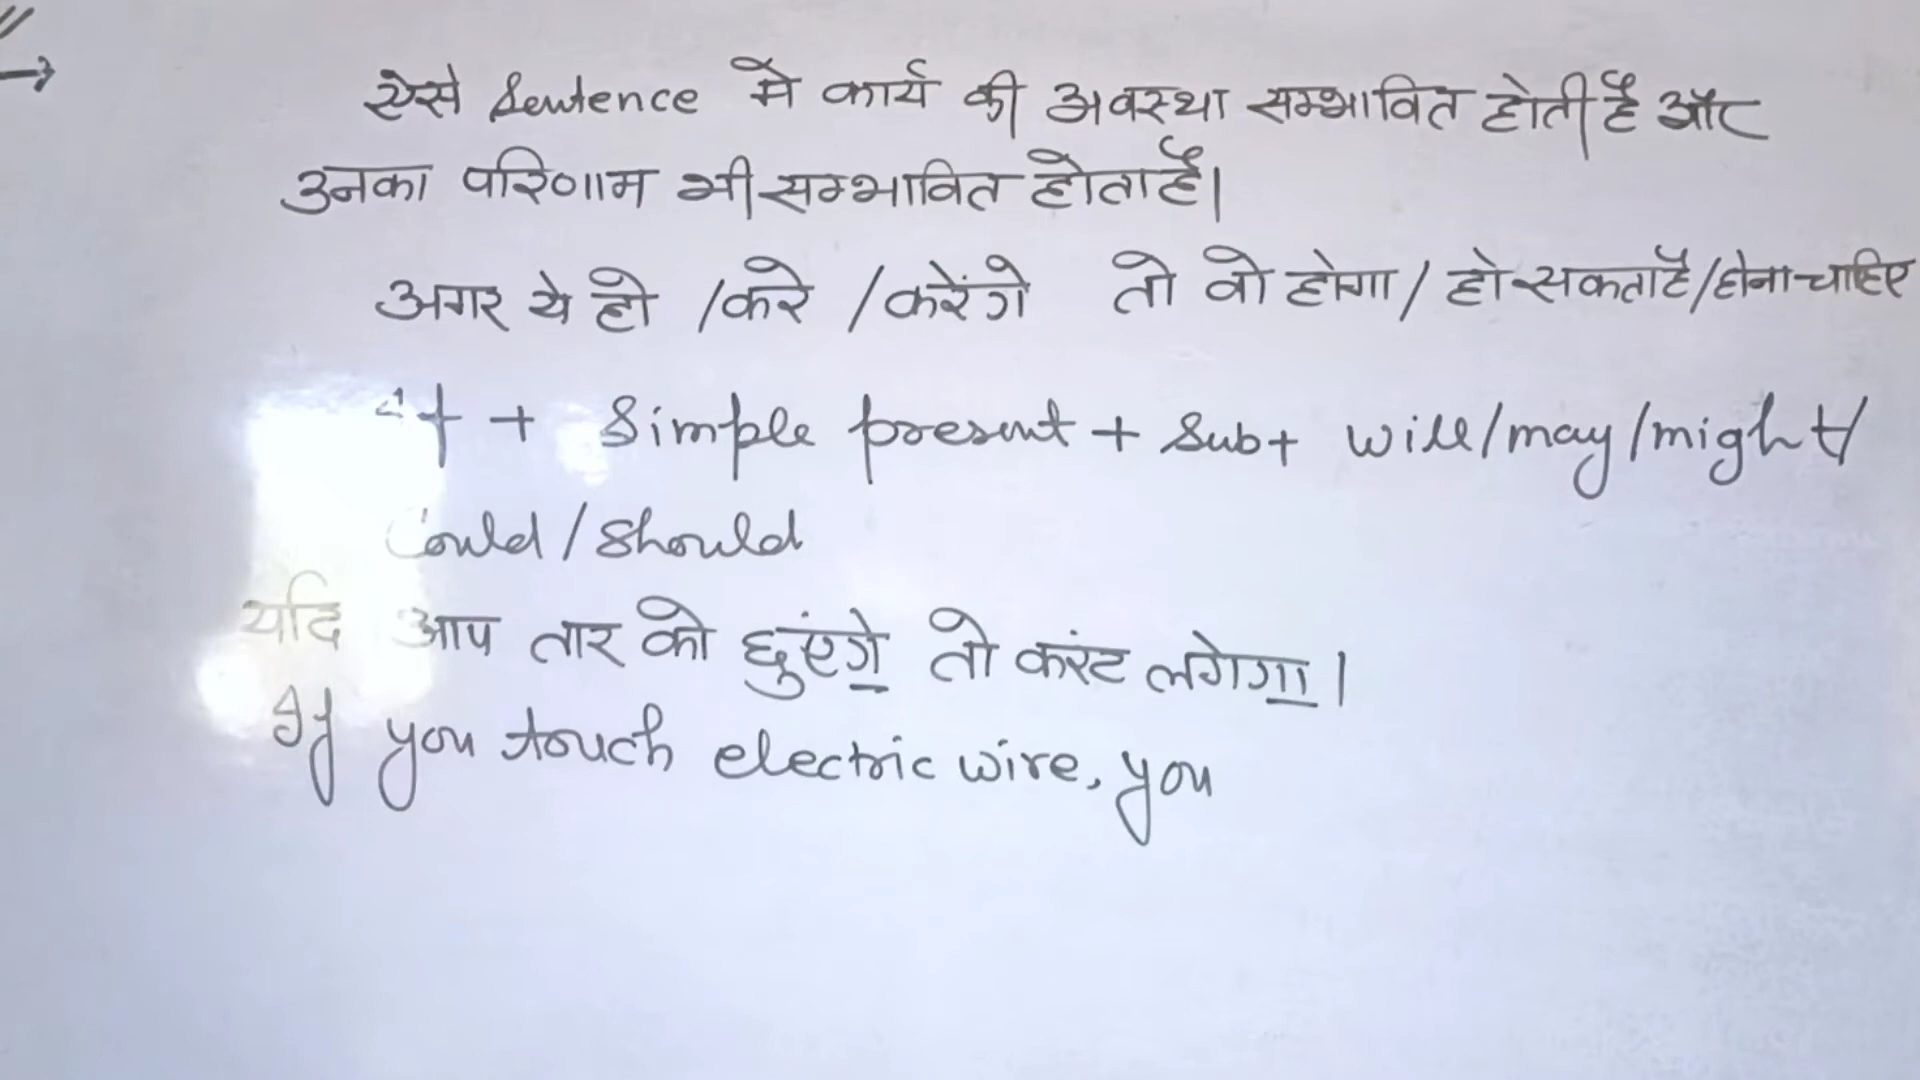 ऐसे Sentence मे कार्य की अवस्था सम्भावित होती है और
उनका परिणाम भी सम्भावित होता है।
अगर ये हो /करे /करेंगे तो वो होगा/ हो सकता है/होना चाहिए
If + Simple present + Sub+ will/may/might/
Could/Should
यदि आप तार को छुएंगे तो करंट लगेगा।
If you touch electric wire, you